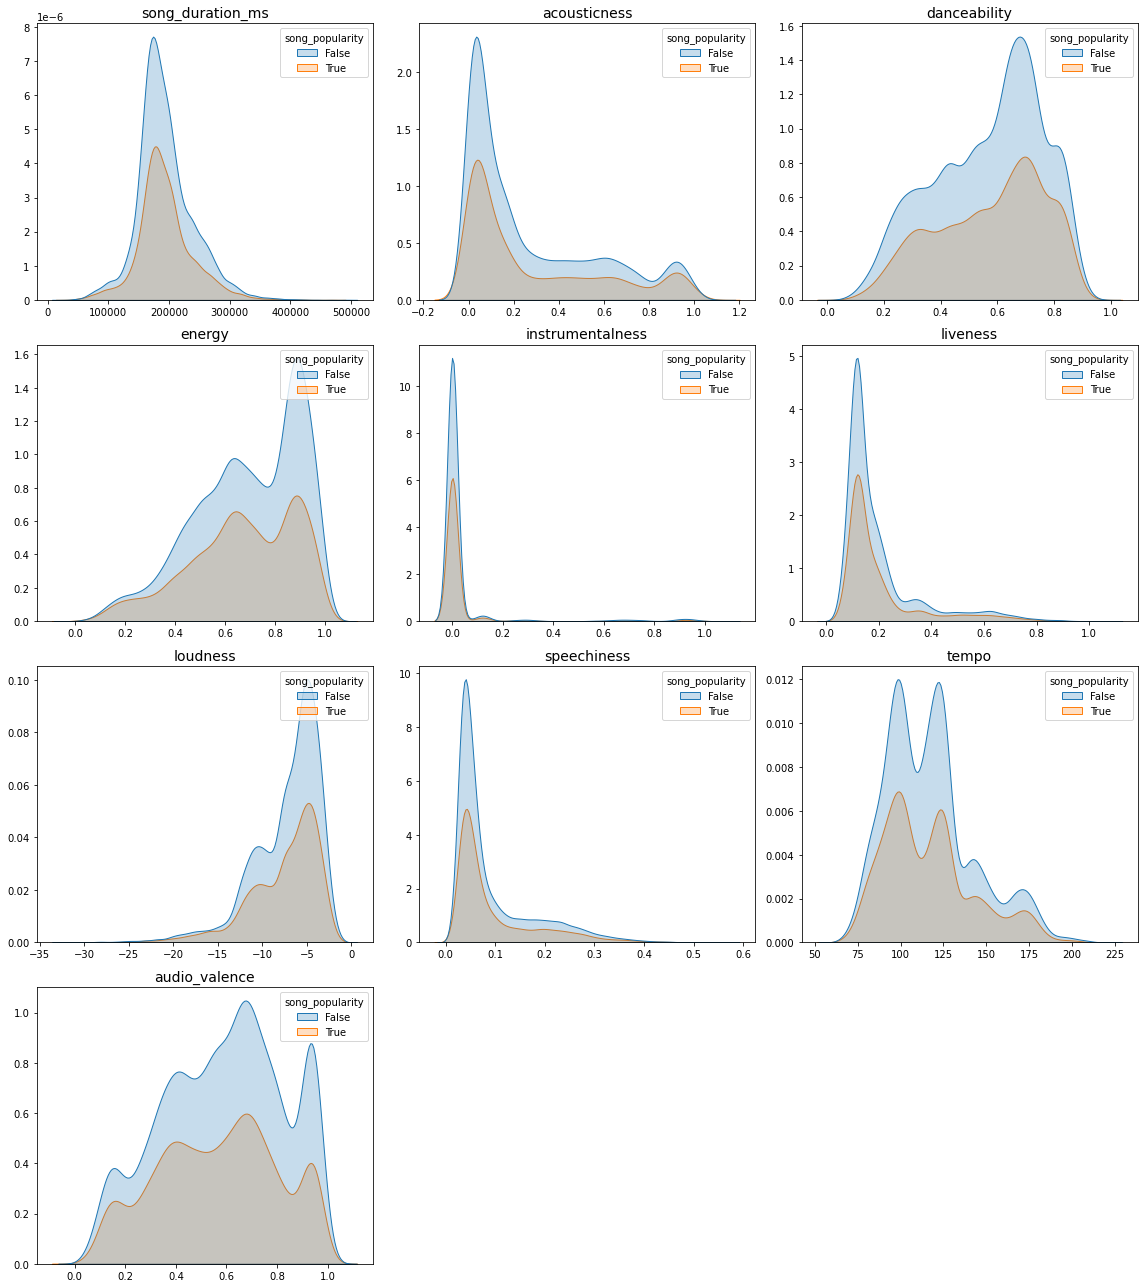 song_duration_ms
1e−6
8
7
6
5
4
3
2
1
0
0 100000 200000 300000 400000 500000
song_popularity
False
True
acousticness
2.0
1.5
1.0
0.5
0.0
−0.2 0.0 0.2 0.4 0.6 0.8 1.0 1.2
song_popularity
False
True
danceability
1.6
1.4
1.2
1.0
0.8
0.6
0.4
0.2
0.0
0.0 0.2 0.4 0.6 0.8 1.0
song_popularity
False
True
energy
1.6
1.4
1.2
1.0
0.8
0.6
0.4
0.2
0.0
0.0 0.2 0.4 0.6 0.8 1.0
song_popularity
False
True
instrumentalness
10
8
6
4
2
0
0.0 0.2 0.4 0.6 0.8 1.0
song_popularity
False
True
liveness
5
4
3
2
1
0
0.0 0.2 0.4 0.6 0.8 1.0
song_popularity
False
True
loudness
0.10
0.08
0.06
0.04
0.02
0.00
−35 −30 −25 −20 −15 −10 −5 0
song_popularity
False
True
speechiness
10
8
6
4
2
0
0.0 0.1 0.2 0.3 0.4 0.5 0.6
song_popularity
False
True
tempo
0.012
0.010
0.008
0.006
0.004
0.002
0.000
50 75 100 125 150 175 200 225
song_popularity
False
True
audio_valence
1.0
0.8
0.6
0.4
0.2
0.0
0.0 0.2 0.4 0.6 0.8 1.0
song_popularity
False
True